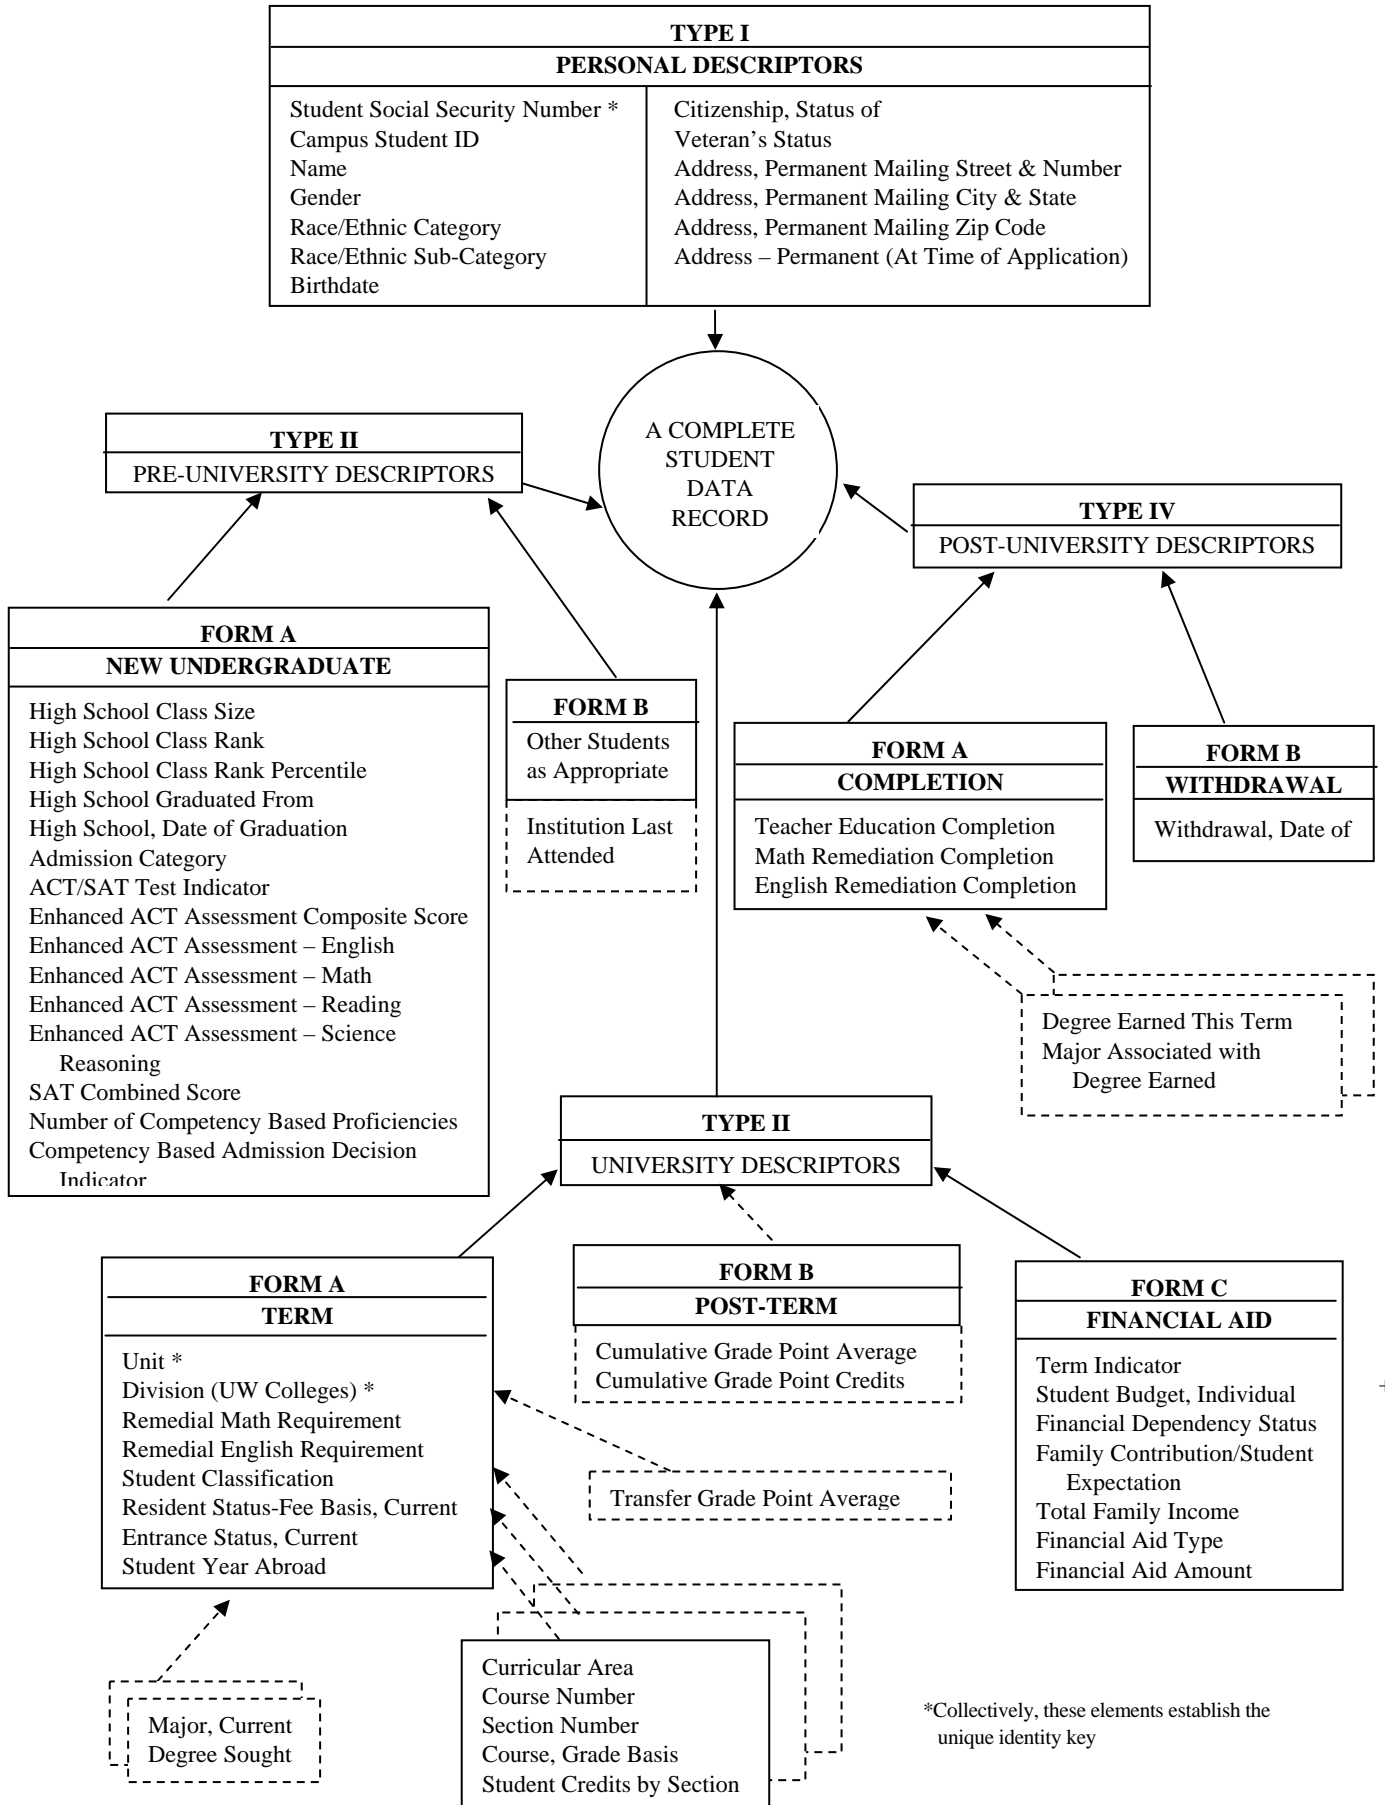 TYPE I
PERSONAL DESCRIPTORS
Student Social Security Number *
Campus Student ID
Name
Gender
Race/Ethnic Category
Race/Ethnic Sub-Category
Birthdate
Citizenship, Status of
Veteran’s Status
Address, Permanent Mailing Street & Number
Address, Permanent Mailing City & State
Address, Permanent Mailing Zip Code
Address – Permanent (At Time of Application)
A COMPLETE
STUDENT
DATA
RECORD
TYPE II
PRE-UNIVERSITY DESCRIPTORS
TYPE IV
POST-UNIVERSITY DESCRIPTORS
FORM A
NEW UNDERGRADUATE
High School Class Size
High School Class Rank
High School Class Rank Percentile
High School Graduated From
High School, Date of Graduation
Admission Category
ACT/SAT Test Indicator
Enhanced ACT Assessment Composite Score
Enhanced ACT Assessment – English
Enhanced ACT Assessment – Math
Enhanced ACT Assessment – Reading
Enhanced ACT Assessment – Science
Reasoning
SAT Combined Score
Number of Competency Based Proficiencies
Competency Based Admission Decision
Indicator
FORM B
Other Students
as Appropriate
Institution Last
Attended
FORM A
COMPLETION
Teacher Education Completion
Math Remediation Completion
English Remediation Completion
FORM B
WITHDRAWAL
Withdrawal, Date of
Degree Earned This Term
Major Associated with
Degree Earned
TYPE II
UNIVERSITY DESCRIPTORS
FORM A
TERM
Unit *
Division (UW Colleges) *
Remedial Math Requirement
Remedial English Requirement
Student Classification
Resident Status-Fee Basis, Current
Entrance Status, Current
Student Year Abroad
FORM B
POST-TERM
Cumulative Grade Point Average
Cumulative Grade Point Credits
Transfer Grade Point Average
FORM C
FINANCIAL AID
Term Indicator
Student Budget, Individual
Financial Dependency Status
Family Contribution/Student
Expectation
Total Family Income
Financial Aid Type
Financial Aid Amount
Major, Current
Degree Sought
Curricular Area
Course Number
Section Number
Course, Grade Basis
Student Credits by Section
*Collectively, these elements establish the
unique identity key